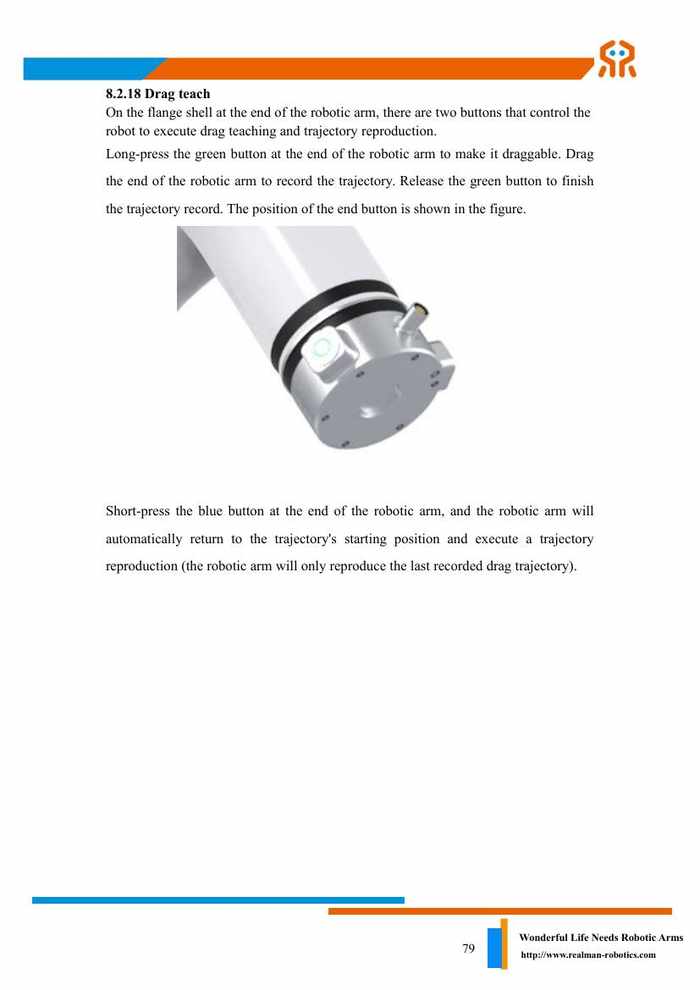 8.2.18 Drag teach
On the flange shell at the end of the robotic arm, there are two buttons that control the
robot to execute drag teaching and trajectory reproduction.
Long-press the green button at the end of the robotic arm to make it draggable. Drag
the end of the robotic arm to record the trajectory. Release the green button to finish
the trajectory record. The position of the end button is shown in the figure.
Short-press the blue button at the end of the robotic arm, and the robotic arm will
automatically return to the trajectory's starting position and execute a trajectory
reproduction (the robotic arm will only reproduce the last recorded drag trajectory).
79
Wonderful Life Needs Robotic Arms
http://www.realman-robotics.com